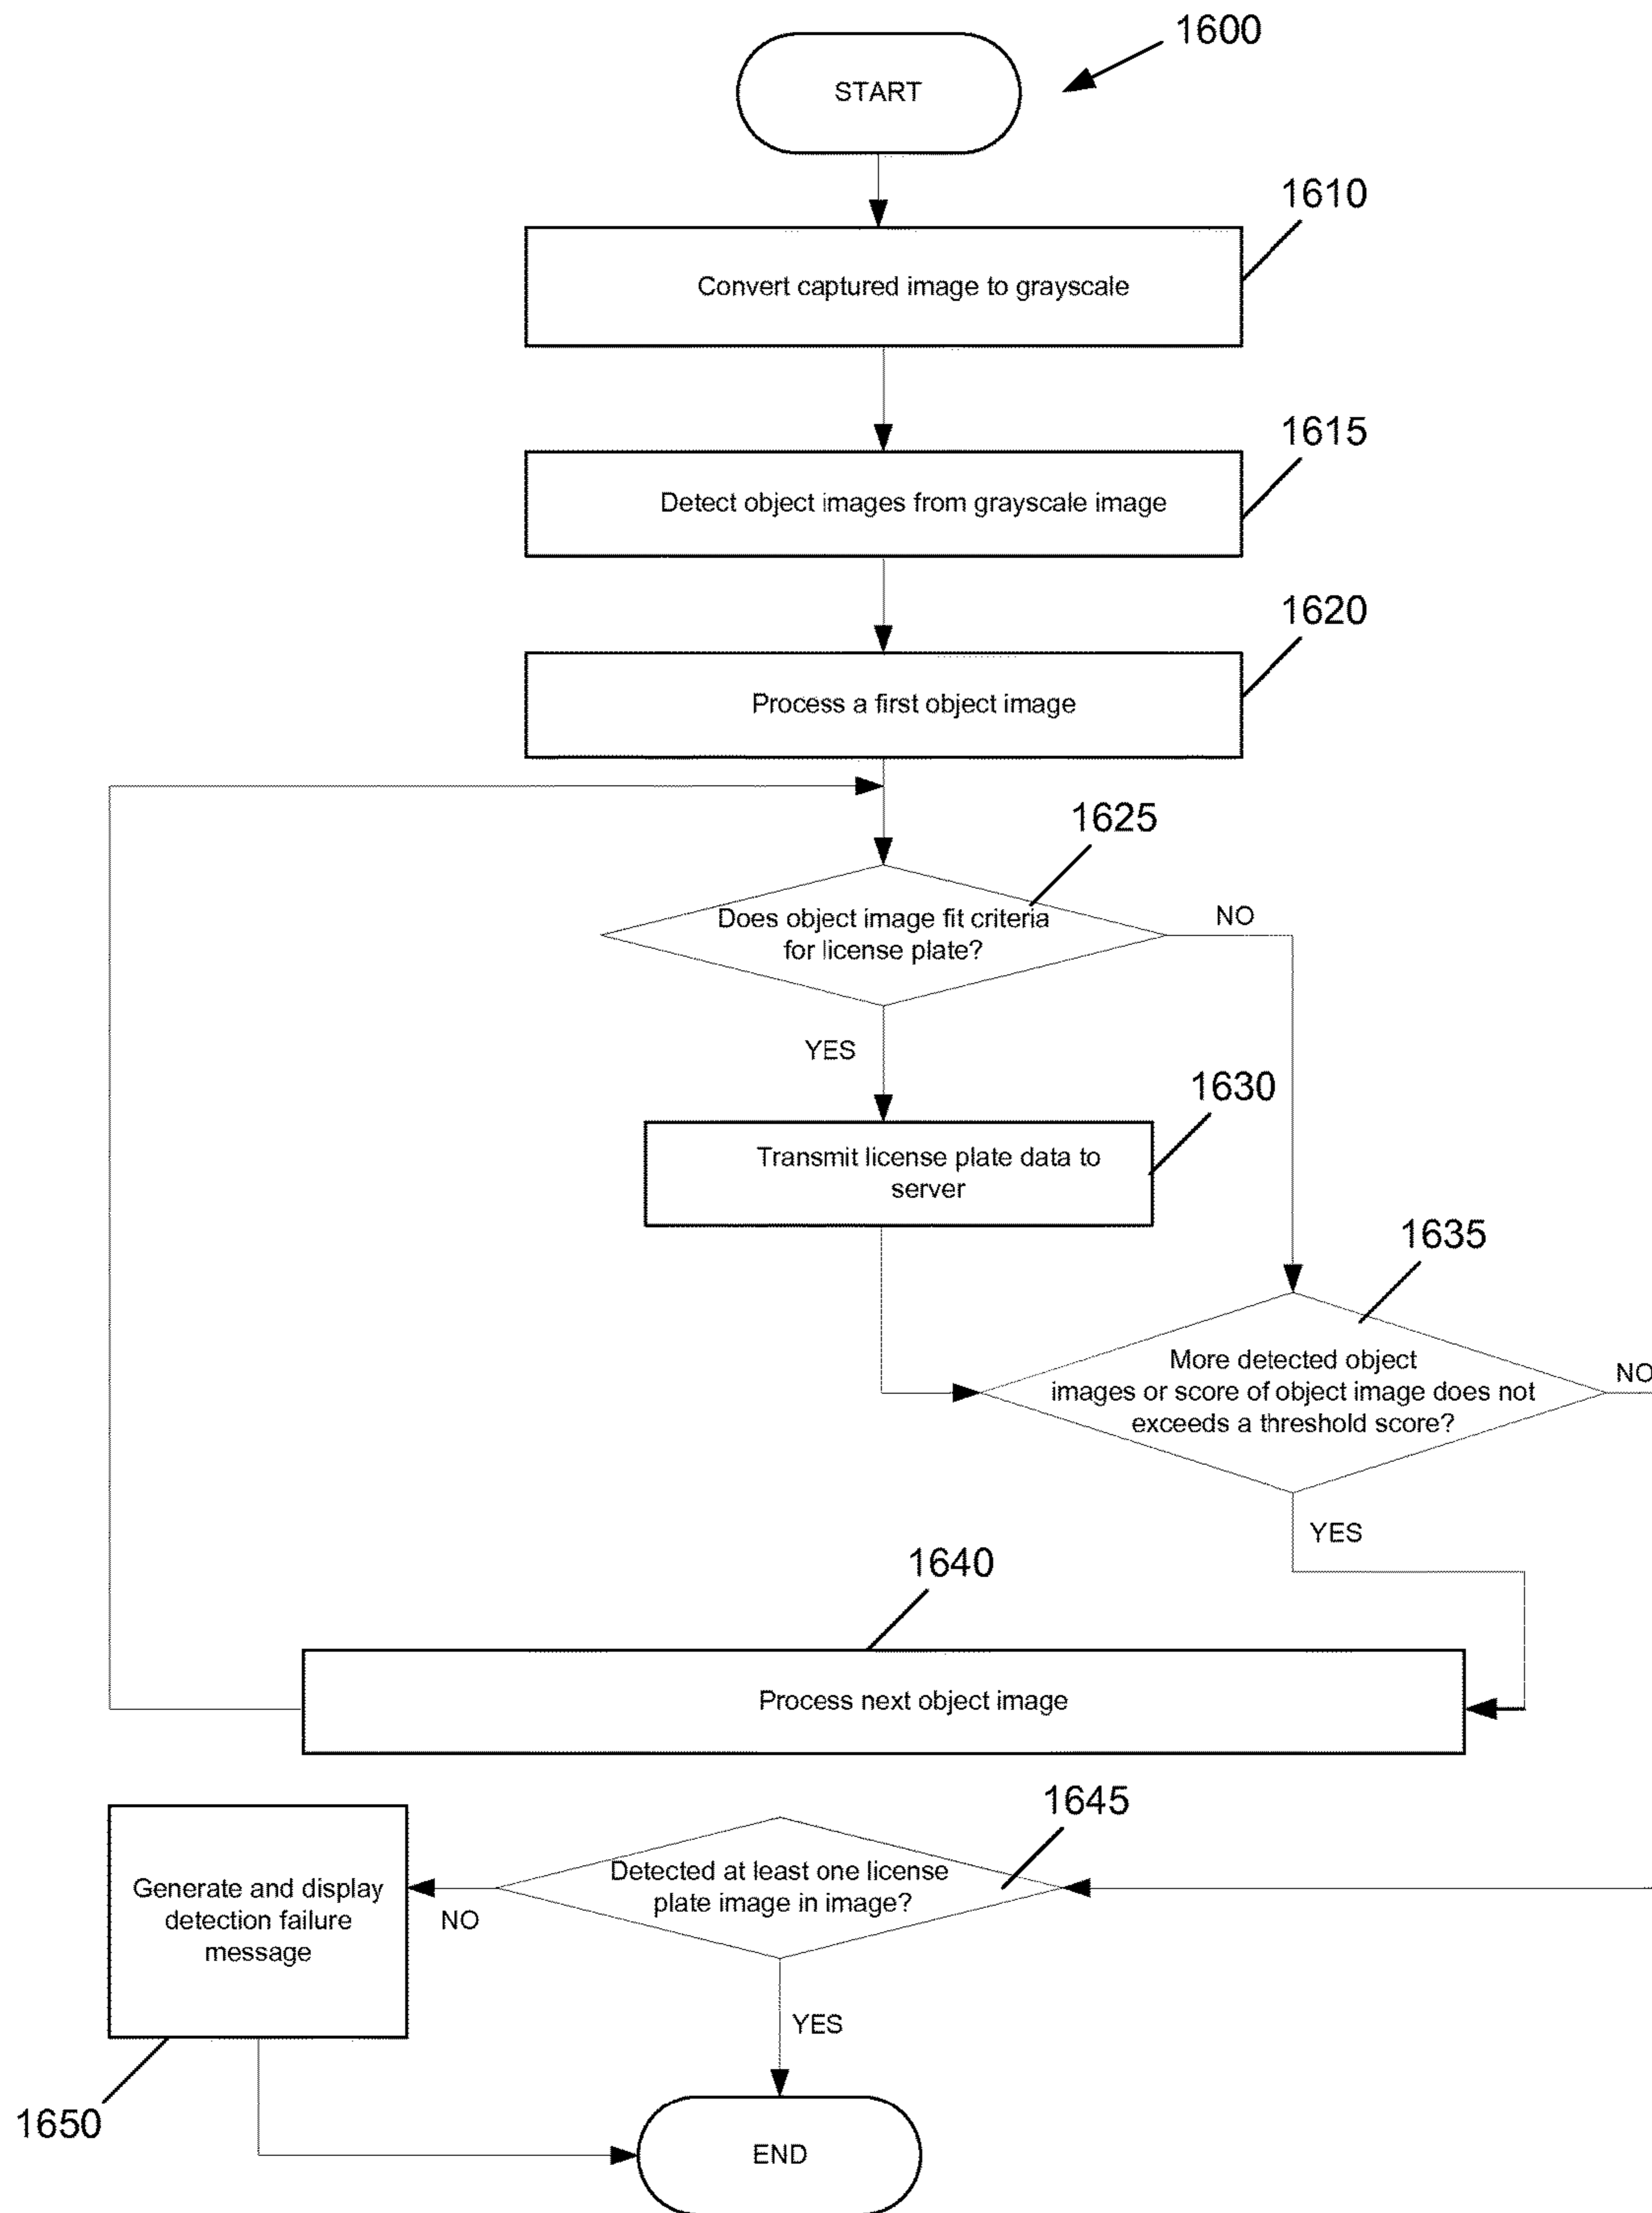 1600
START
1610
Convert captured image to grayscale
1615
Detect object images from grayscale image
1620
Process a first object image
1625
Does object image fit criteria
for license plate?
NO
YES
1630
Transmit license plate data to
server
1635
More detected object
images or score of object image does not
exceeds a threshold score?
NO
YES
1640
Process next object image
1645
Detected at least one license
plate image in image?
Generate and display
detection failure
message
NO
YES
1650
END